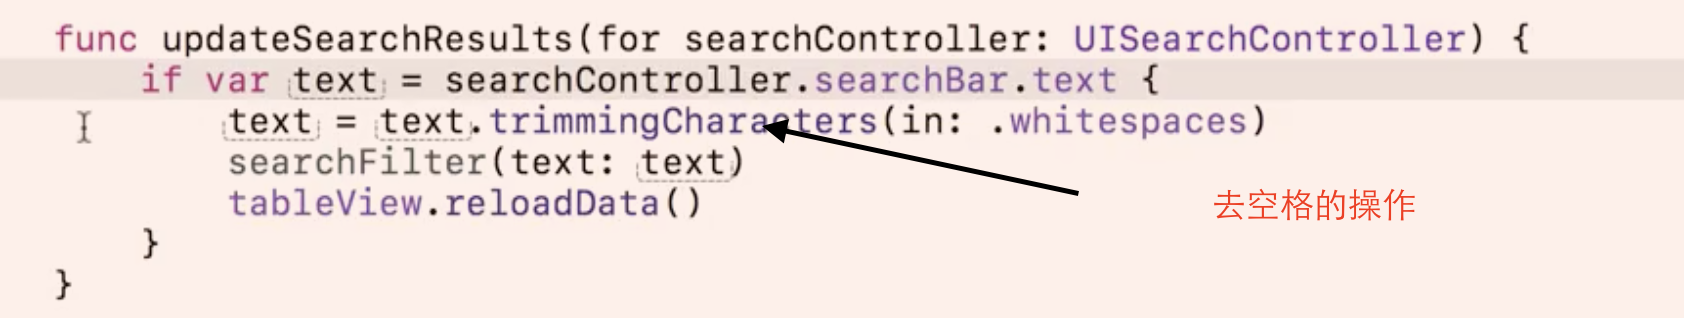 func updateSearchResults(for searchController: UISearchController) {
if var text = searchController.searchBar.text {
text = text.trimmingCharacters(in: .whitespaces)
searchFilter(text: text)
tableView.reloadData()
去空格的操作
}
}